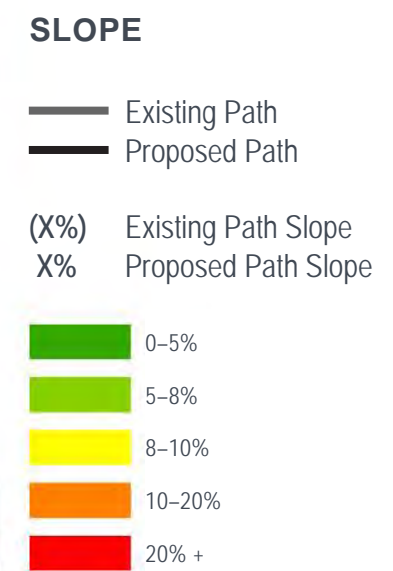 SLOPE
Existing Path
Proposed Path
(X%) Existing Path Slope
X% Proposed Path Slope
0–5%
5–8%
8–10%
10–20%
20% +